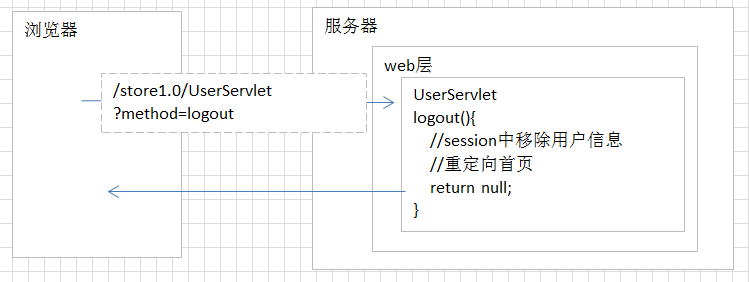 浏览器
服务器
web层
/store1.0/UserServlet
?method=logout
UserServlet
logout(){
//session中移除用户信息
//重定向首页
return null;
}